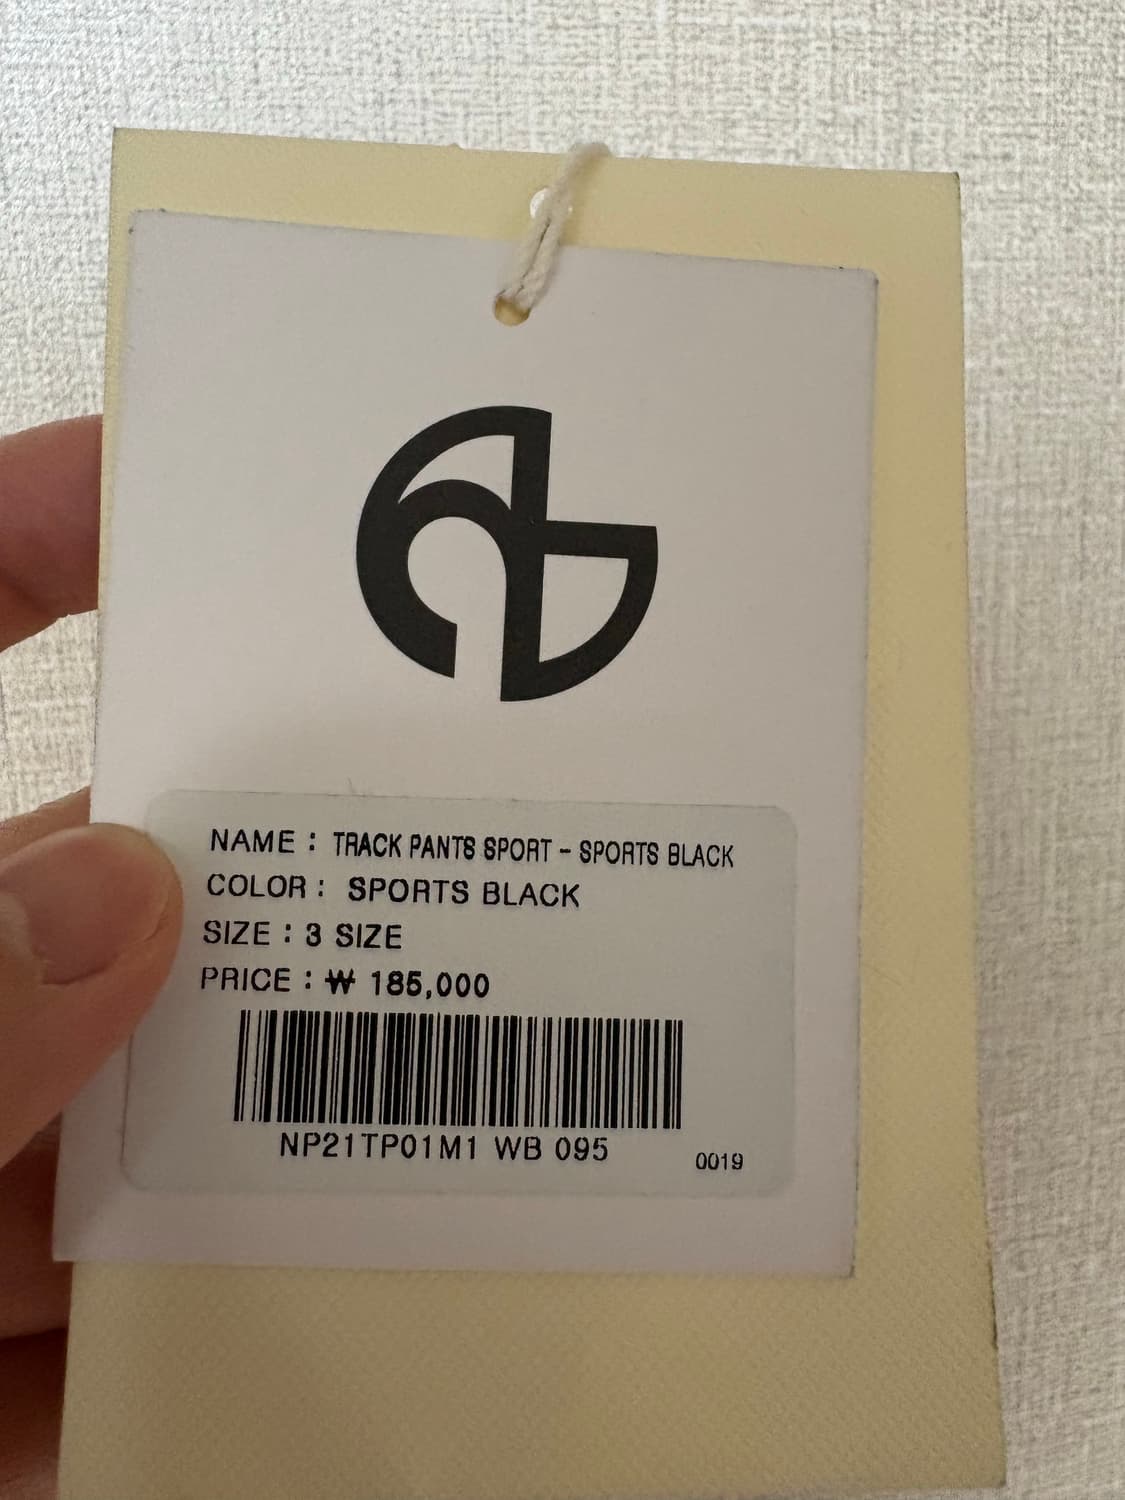 NAME : TRACK PANTS SPORT - SPORTS BLACK
COLOR : SPORTS BLACK
SIZE : 3 SIZE
PRICE : ₩ 185,000
NP21TP01M1 WB 095
0019